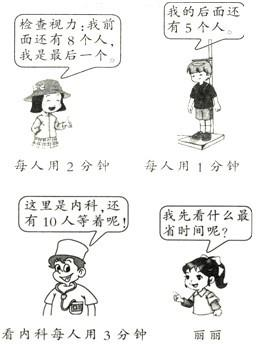 检查视力:我前
面还有8个人,
我是最后一个。
我的后面还
有5个人。
每人用2分钟
每人用1分钟
这里是内科,还
有10人等着呢!
我先看什么最
省时间呢?
看内科每人用3分钟
丽丽